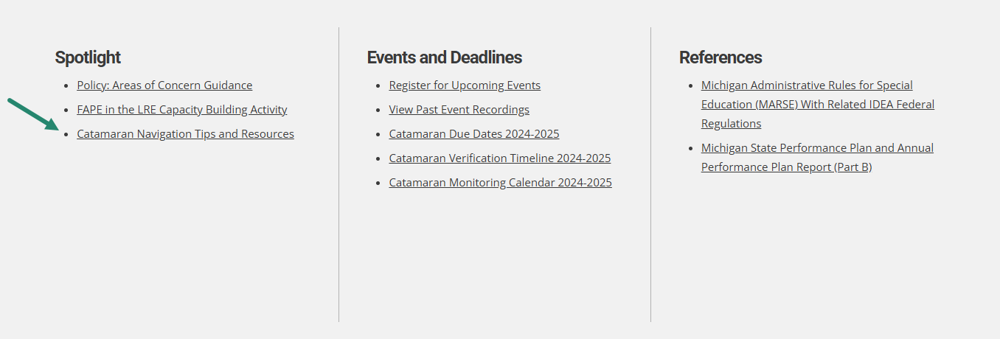 Spotlight
Policy: Areas of Concern Guidance
FAPE in the LRE Capacity Building Activity
Catamaran Navigation Tips and Resources
Events and Deadlines
Register for Upcoming Events
View Past Event Recordings
Catamaran Due Dates 2024-2025
Catamaran Verification Timeline 2024-2025
Catamaran Monitoring Calendar 2024-2025
References
Michigan Administrative Rules for Special
Education (MARSE) With Related IDEA Federal
Regulations
Michigan State Performance Plan and Annual
Performance Plan Report (Part B)